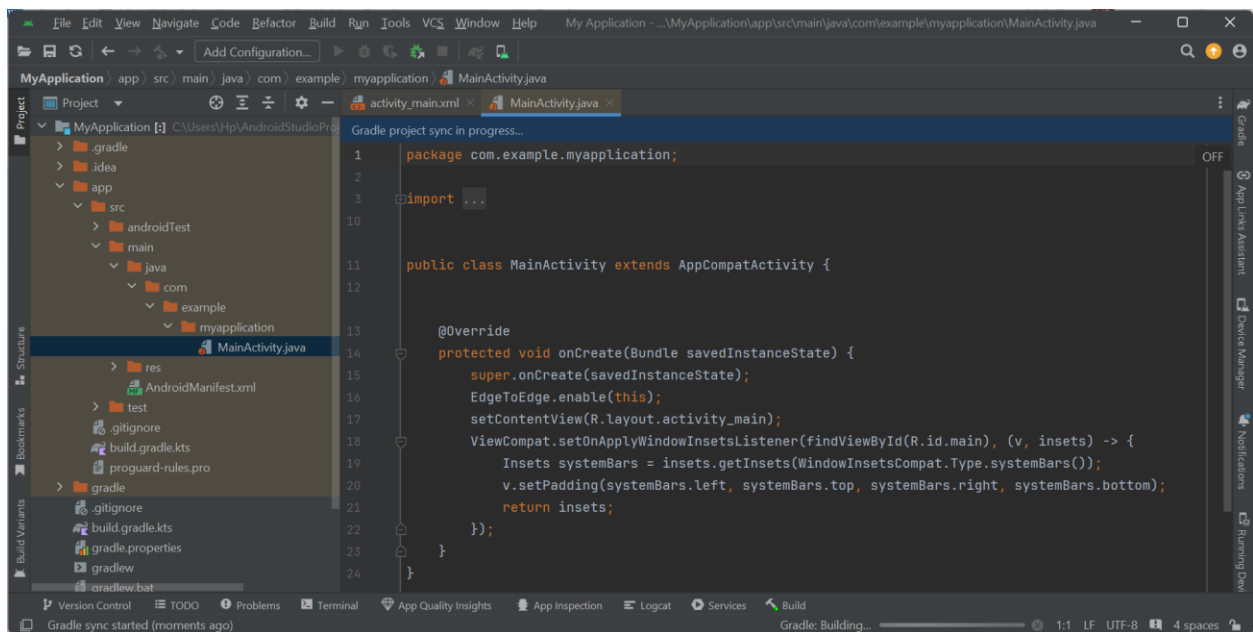 File Edit View Navigate Code Refactor Build Run Tools VCS Window Help My Application - ...\MyApplication\app\src\main\java\com\example\myapplication\MainActivity.java
Add Configuration...
MyApplication app src main java com example myapplication MainActivity.java
Project
activity_main.xml MainActivity.java
MyApplication [:] C:\Users\Hp\AndroidStudioProj
.gradle
.idea
app
src
androidTest
main
java
com
example
myapplication
MainActivity.java
res
AndroidManifest.xml
test
.gitignore
build.gradle.kts
proguard-rules.pro
gradle
.gitignore
build.gradle.kts
gradle.properties
gradlew
gradlew.bat
Gradle project sync in progress...
OFF
1 package com.example.myapplication;
2
3 import ...
10
11 public class MainActivity extends AppCompatActivity {
12
13 @Override
14 protected void onCreate(Bundle savedInstanceState) {
15 super.onCreate(savedInstanceState);
16 EdgeToEdge.enable(this);
17 setContentView(R.layout.activity_main);
18 ViewCompat.setOnApplyWindowInsetsListener(findViewById(R.id.main), (v, insets) -> {
19 Insets systemBars = insets.getInsets(WindowInsetsCompat.Type.systemBars());
20 v.setPadding(systemBars.left, systemBars.top, systemBars.right, systemBars.bottom);
21 return insets;
22 });
23 }
24 }
Project
Structure
Bookmarks
Build Variants
Gradle
App Links Assistant
Device Manager
Notifications
Running Devi
Version Control TODO Problems Terminal App Quality Insights App Inspection Logcat Services Build
Gradle sync started (moments ago) Gradle: Building... 1:1 LF UTF-8 4 spaces